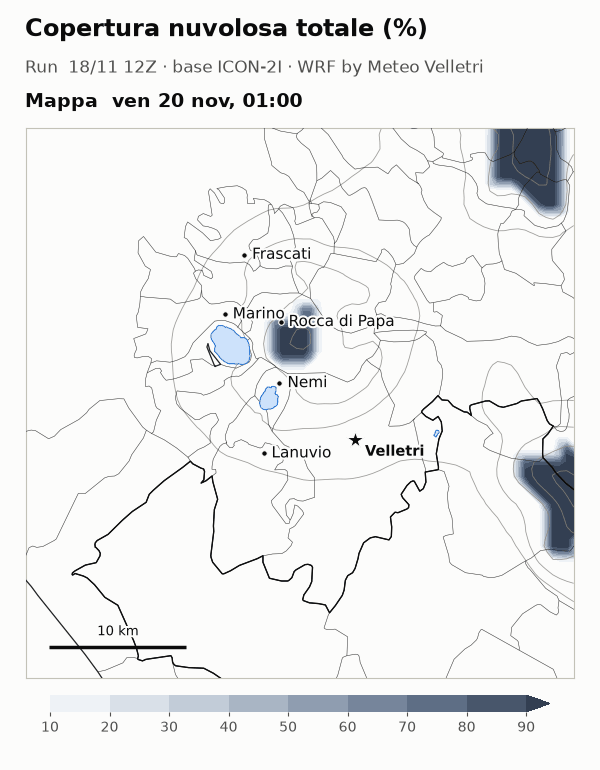 Copertura nuvolosa totale (%)
Run  18/11 12Z · base ICON-2I · WRF by Meteo Velletri
Mappa  ven 20 nov, 01:00
Frascati
Marino
Rocca di Papa
Nemi
Velletri
Lanuvio
10 km
10 20 30 40 50 60 70 80 90